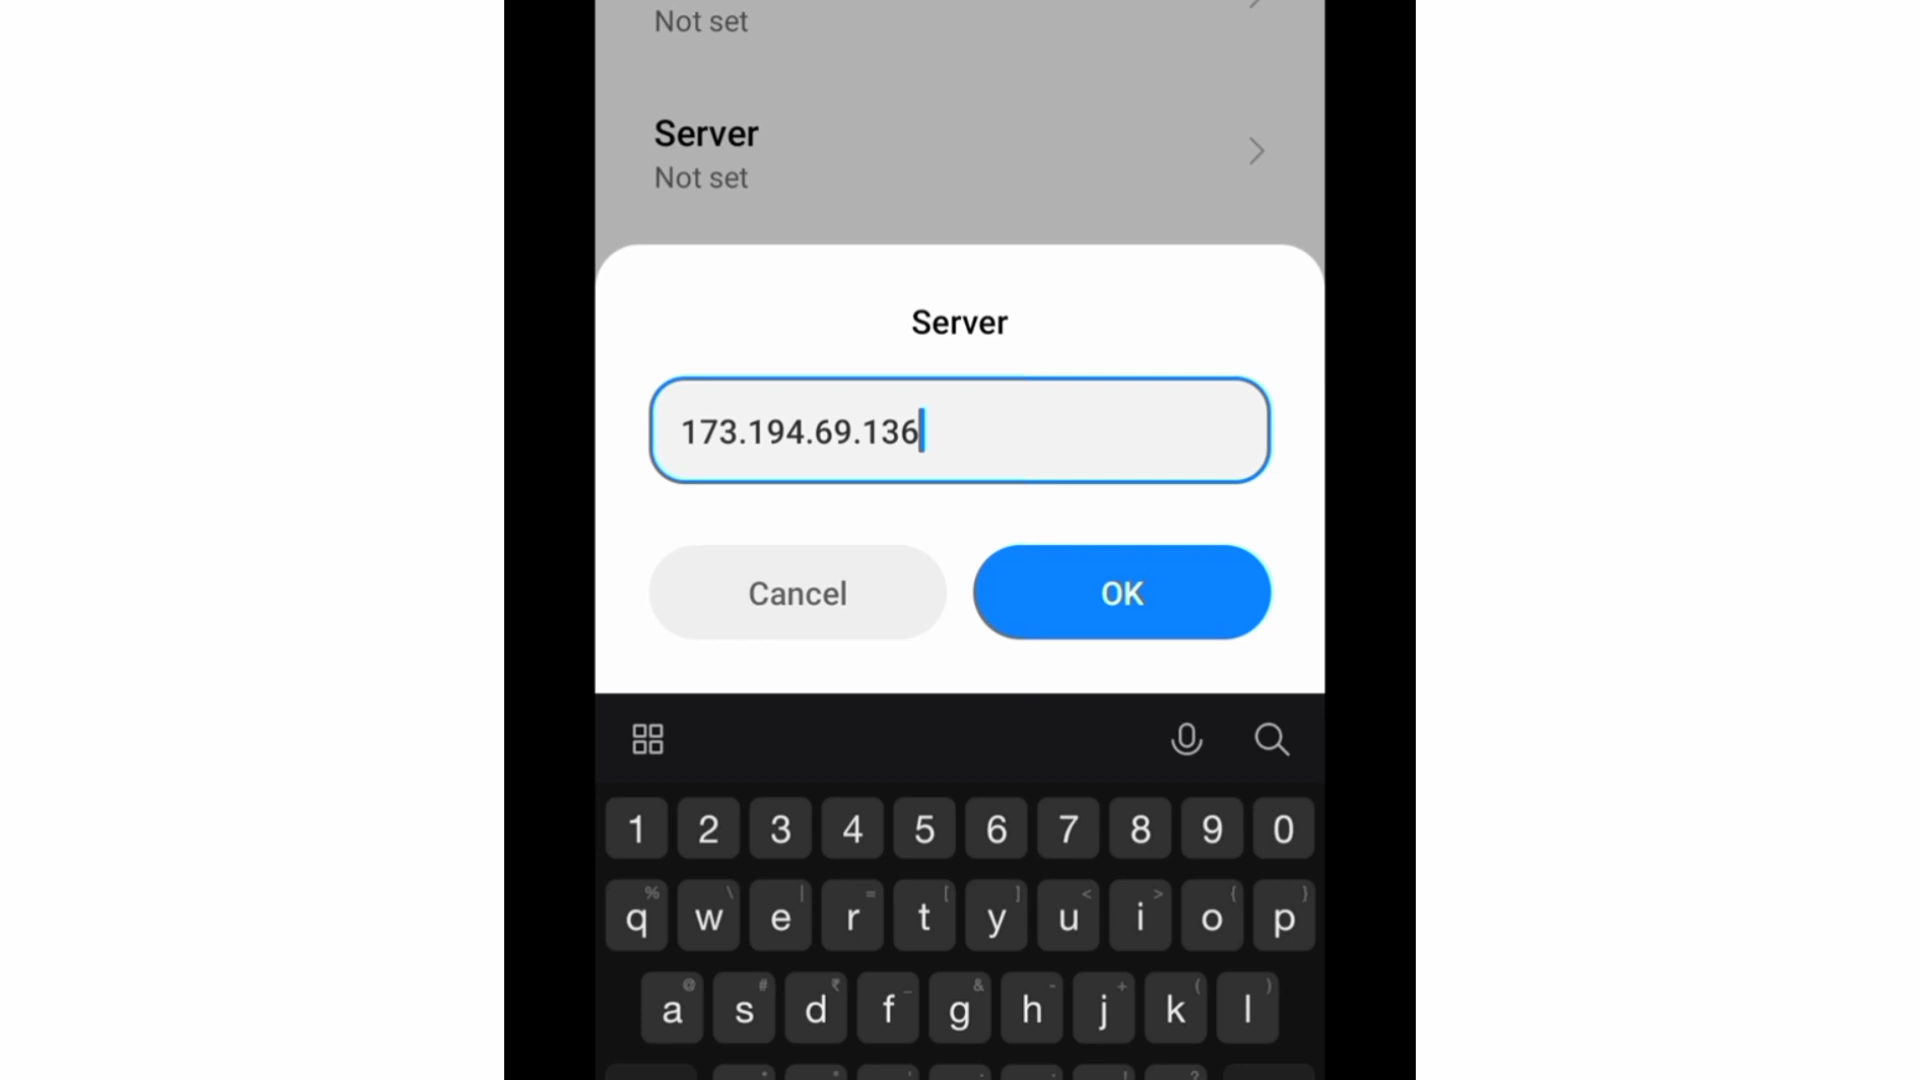 Not set
Server
Not set
Server
173.194.69.136
Cancel OK
1 2 3 4 5 6 7 8 9 0
% \ | = [ ] < > { }
q w e r t y u i o p
@ # ₹ _ & - + ( )
a s d f g h j k l
* " ' : ; ! ?